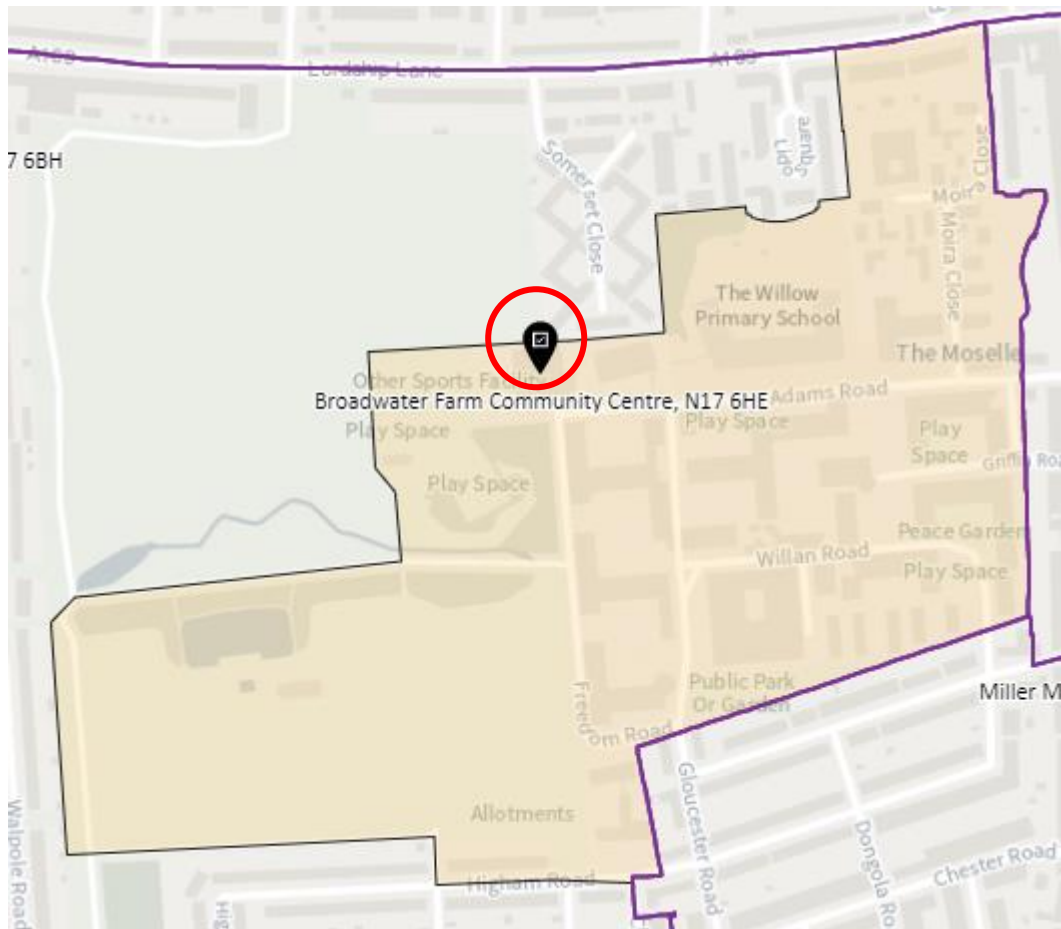 A109
Lordship Lane
A109
7 6BH
Somerset Close
Lido
Square
Moira Close
Moira Close
The Willow
Primary School
The Moselle
Other Sports Facility
Broadwater Farm Community Centre, N17 6HE
Adams Road
Play Space
Play Space
Play
Space
Play Space
Griffin Roa
Peace Garden
Willan Road
Play Space
Public Park
Or Garden
Miller M
Freedom Road
Allotments
Gloucester Road
Walpole Road
Dongola Ro
Chester Road
Higham Road
Hig